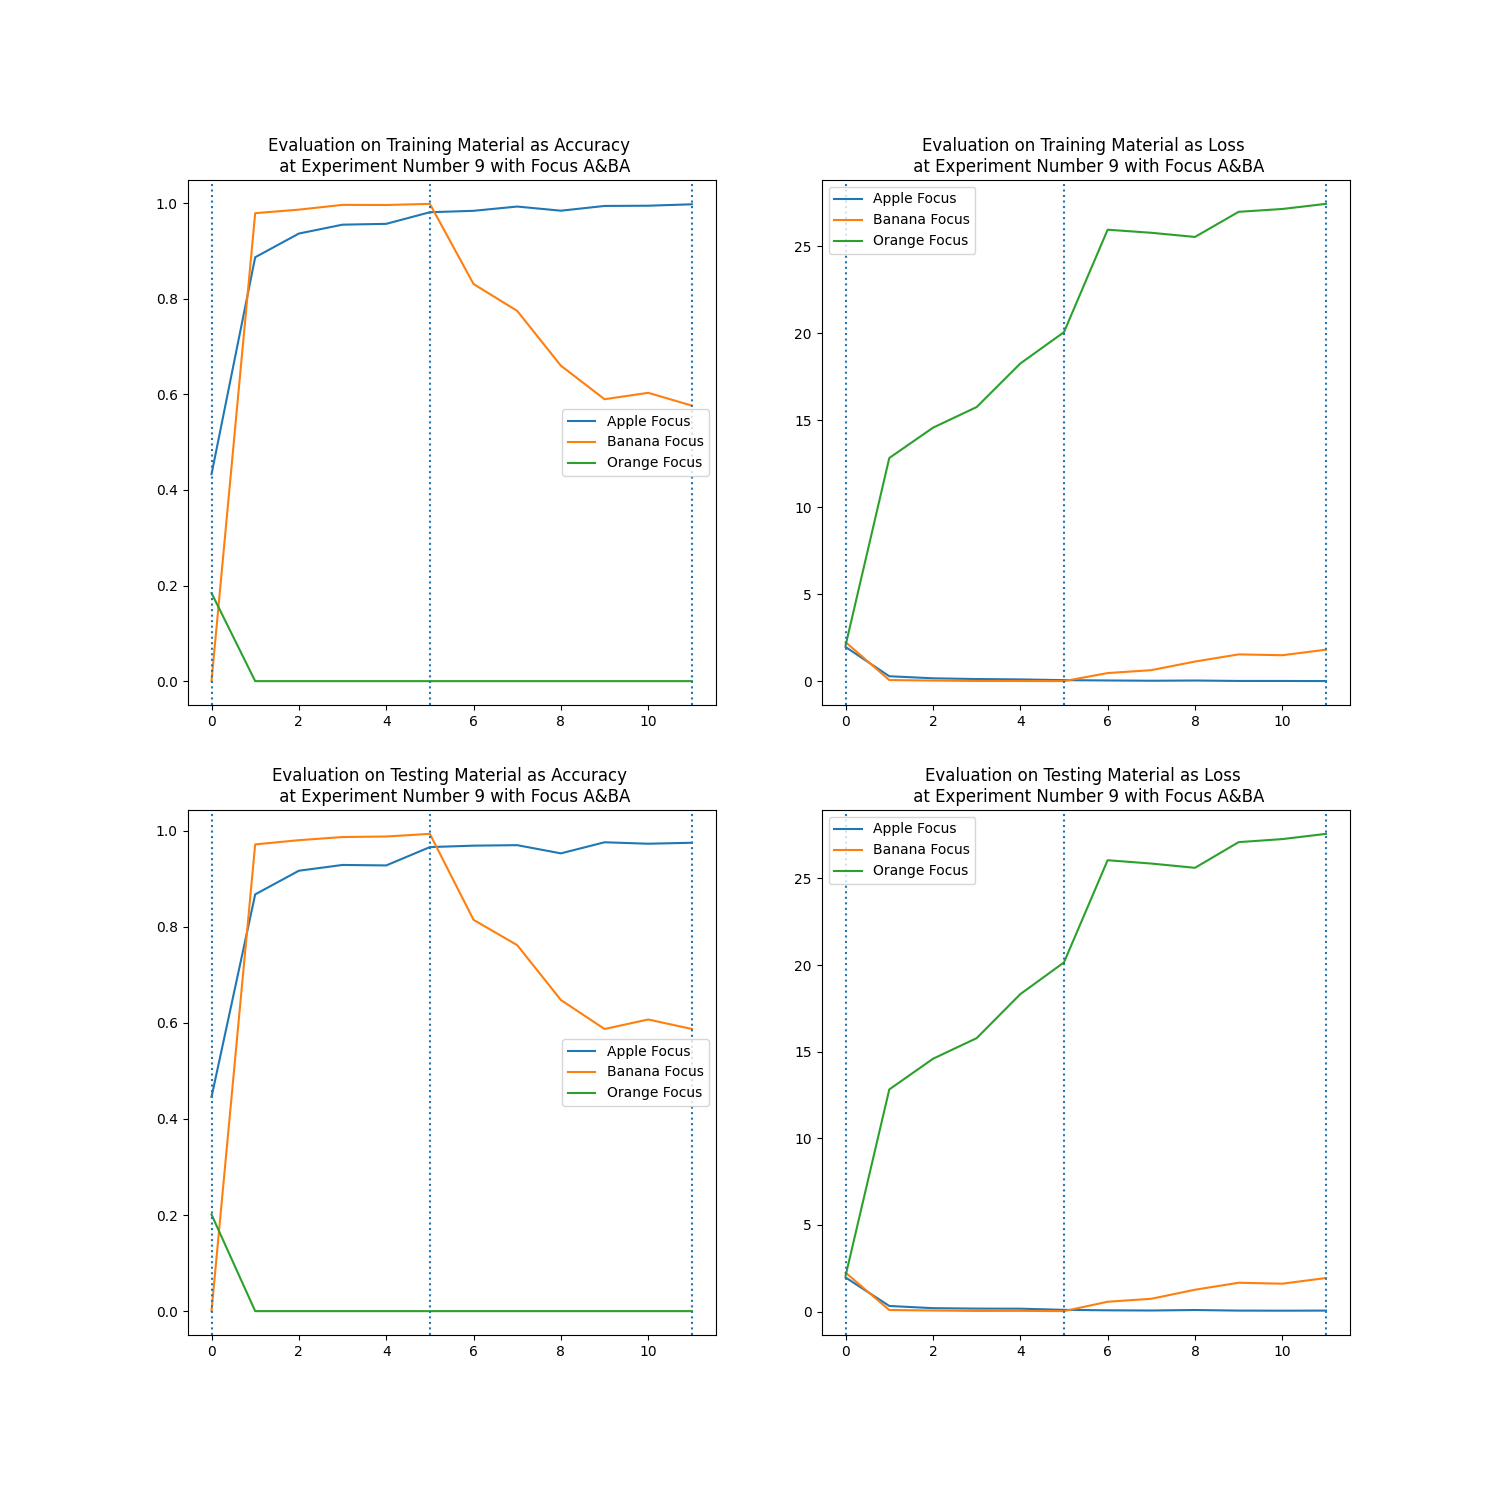 Evaluation on Training Material as Accuracy
at Experiment Number 9 with Focus A&BA
1.0
0.8
0.6
0.4
0.2
0.0
Apple Focus
Banana Focus
Orange Focus
0 2 4 6 8 10
Evaluation on Training Material as Loss
at Experiment Number 9 with Focus A&BA
Apple Focus
Banana Focus
Orange Focus
25
20
15
10
5
0
0 2 4 6 8 10
Evaluation on Testing Material as Accuracy
at Experiment Number 9 with Focus A&BA
1.0
0.8
0.6
0.4
0.2
0.0
Apple Focus
Banana Focus
Orange Focus
0 2 4 6 8 10
Evaluation on Testing Material as Loss
at Experiment Number 9 with Focus A&BA
Apple Focus
Banana Focus
Orange Focus
25
20
15
10
5
0
0 2 4 6 8 10